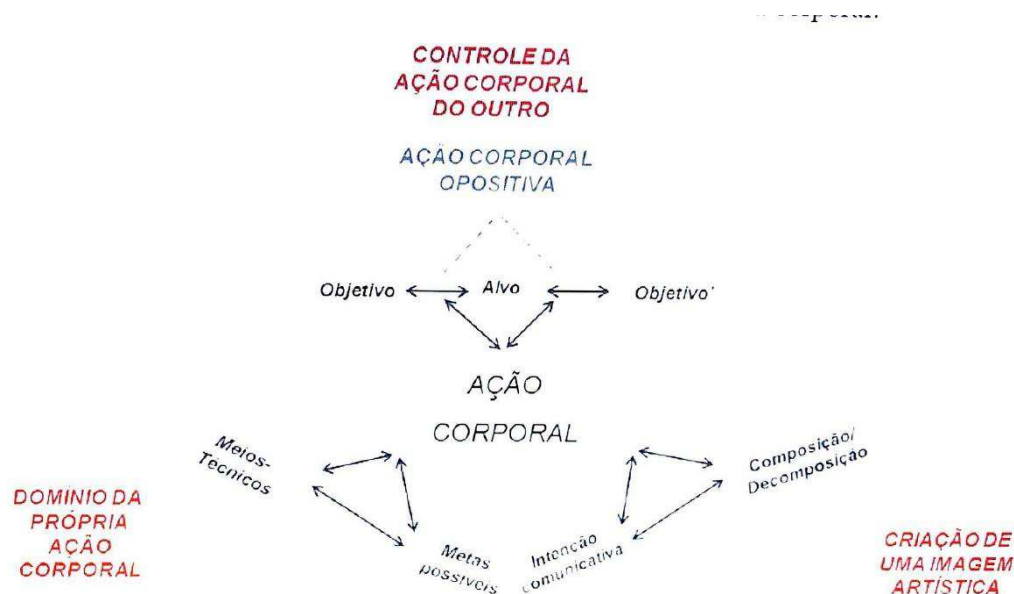 CONTROLE DA
AÇÃO CORPORAL
DO OUTRO
AÇÃO CORPORAL
OPOSITIVA
Objetivo
Alvo
Objetivo'
AÇÃO
CORPORAL
Meios-
Técnicos
Composição/
Decomposição
DOMÍNIO DA
PRÓPRIA
AÇÃO
CORPORAL
Metas
possíveis
Intenção
comunicativa
CRIAÇÃO DE
UMA IMAGEM
ARTÍSTICA